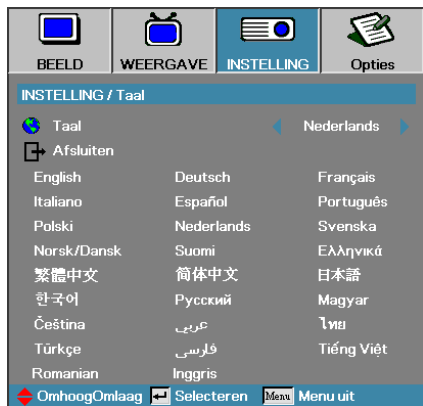 BEELD WEERGAVE INSTELLING Opties
INSTELLING / Taal
Taal Nederlands
Afsluiten
English Deutsch Français
Italiano Español Português
Polski Nederlands Svenska
Norsk/Dansk Suomi Ελληνικά
繁體中文 简体中文 日本語
한국어 Русский Magyar
Čeština عربي ไทย
Türkçe فارسی Tiếng Việt
Romanian Inggris
OmhoogOmlaag Selecteren Menu Menu uit